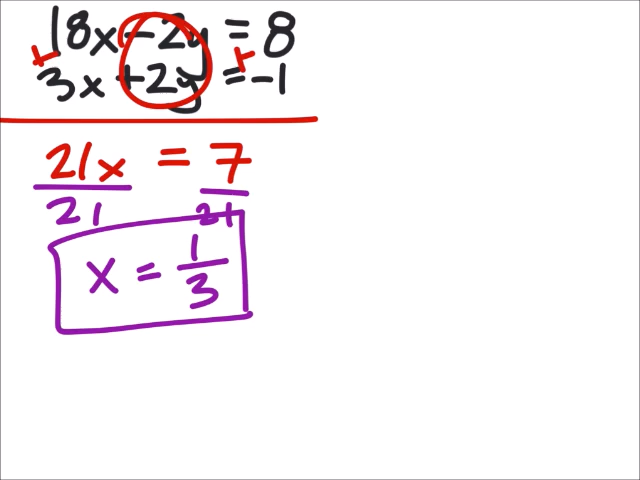 18x - 2y = 8
+ 3x + 2y + = -1
21x = 7
21 21
x = 1/3